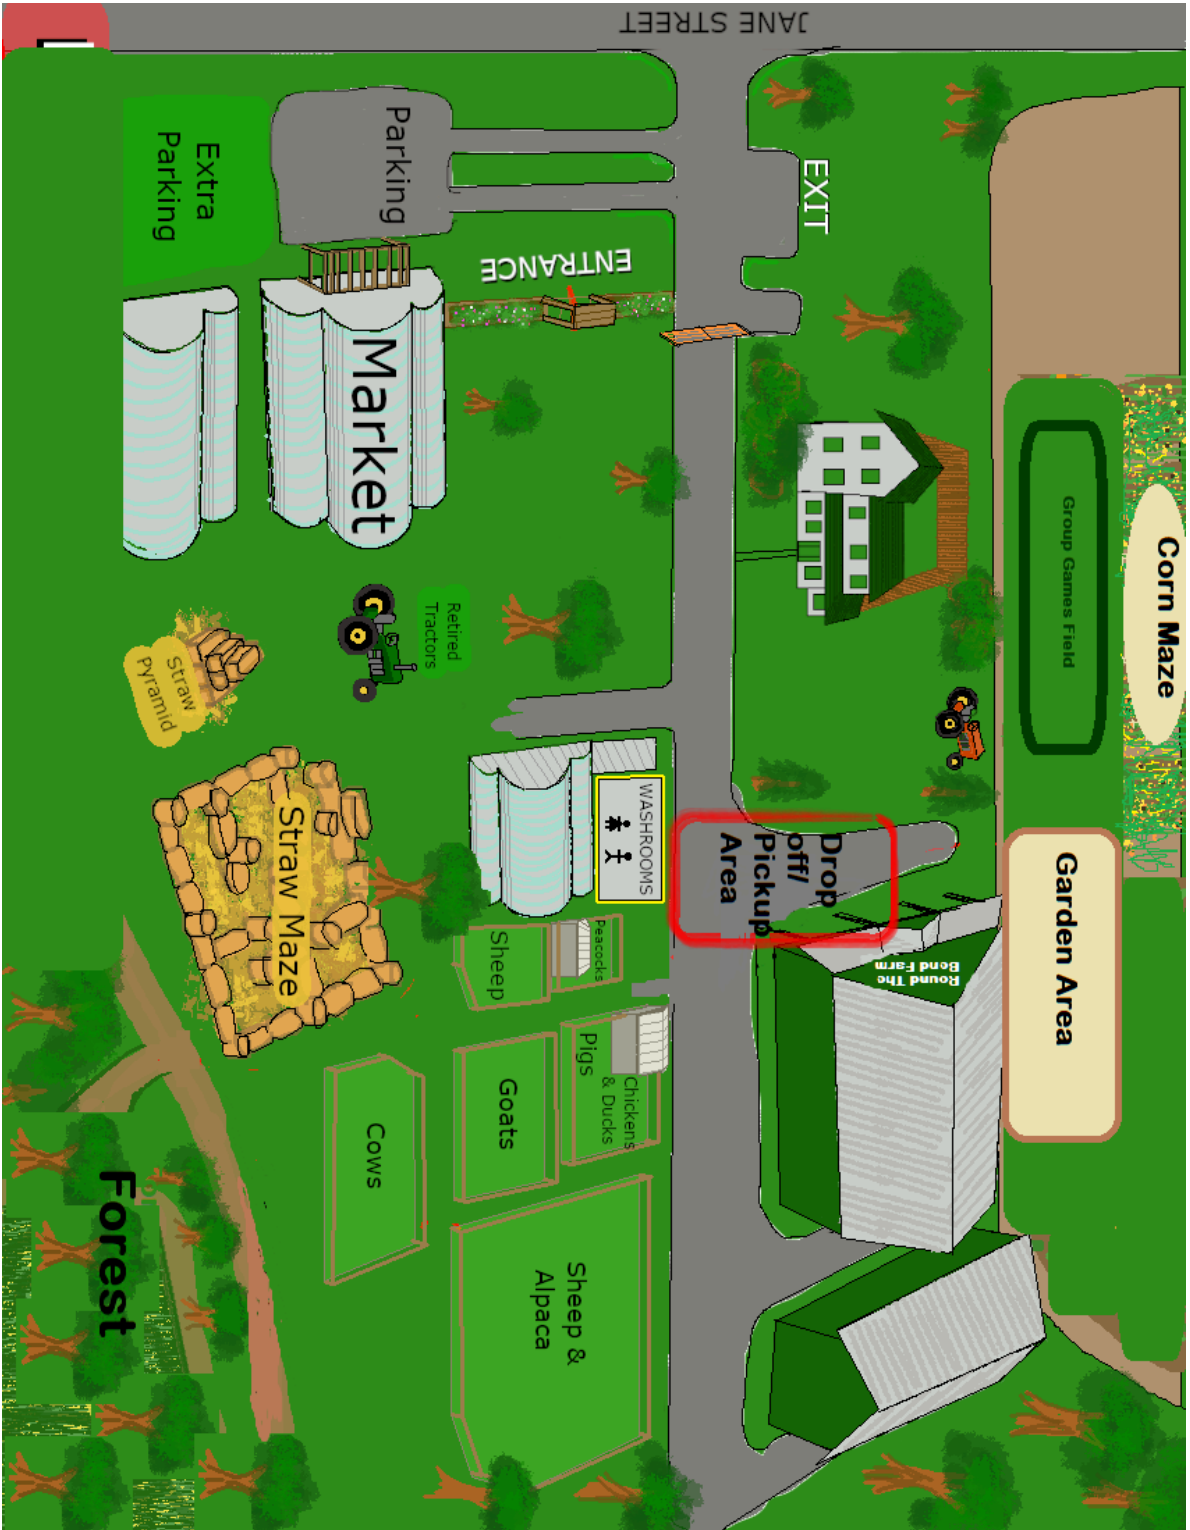 JANE STREET
EXIT
Parking
Extra
Parking
ENTRANCE
Market
Corn Maze
Group Games Field
Retired
Tractors
Straw
Pyramid
WASHROOMS
Drop
off/
Pickup
Area
Straw Maze
Garden Area
Sheep
Peacocks
Round The
Bend Farm
Pigs
Chickens
& Ducks
Goats
Cows
Sheep &
Alpaca
Forest